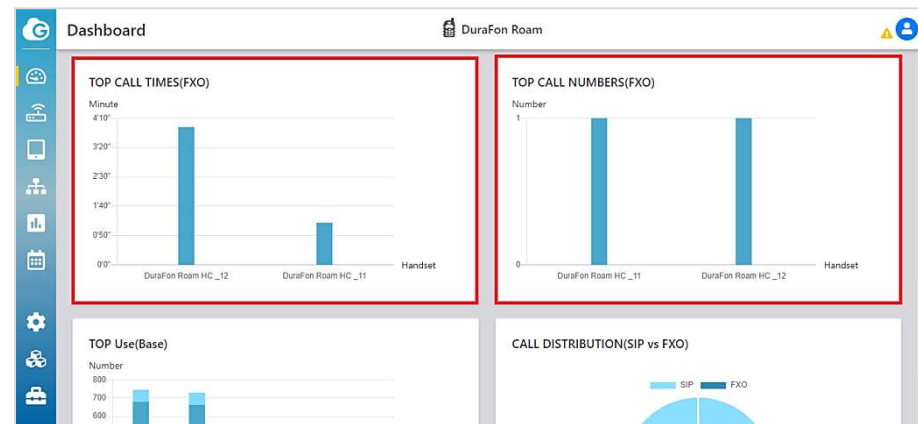 Dashboard
DuraFon Roam
TOP CALL TIMES(FXO)
Minute
4'10"
3'20"
2'30"
1'40"
0'50"
0'0"
DuraFon Roam HC _12
DuraFon Roam HC _11
Handset
TOP CALL NUMBERS(FXO)
Number
1
0
DuraFon Roam HC _11
DuraFon Roam HC _12
Handset
TOP Use(Base)
Number
800
700
600
CALL DISTRIBUTION(SIP vs FXO)
SIP
FXO